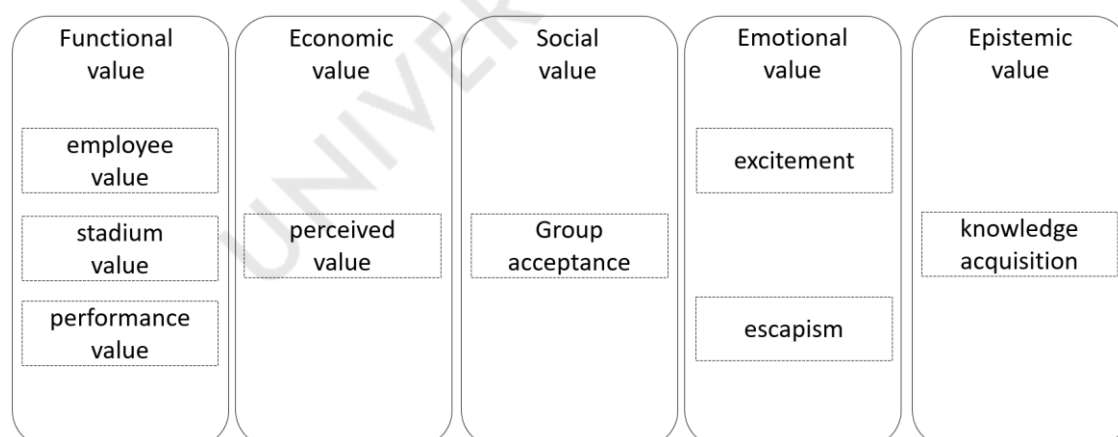 Functional
value
employee
value
stadium
value
performance
value
Economic
value
perceived
value
Social
value
Group
acceptance
Emotional
value
excitement
escapism
Epistemic
value
knowledge
acquisition
UNIVER